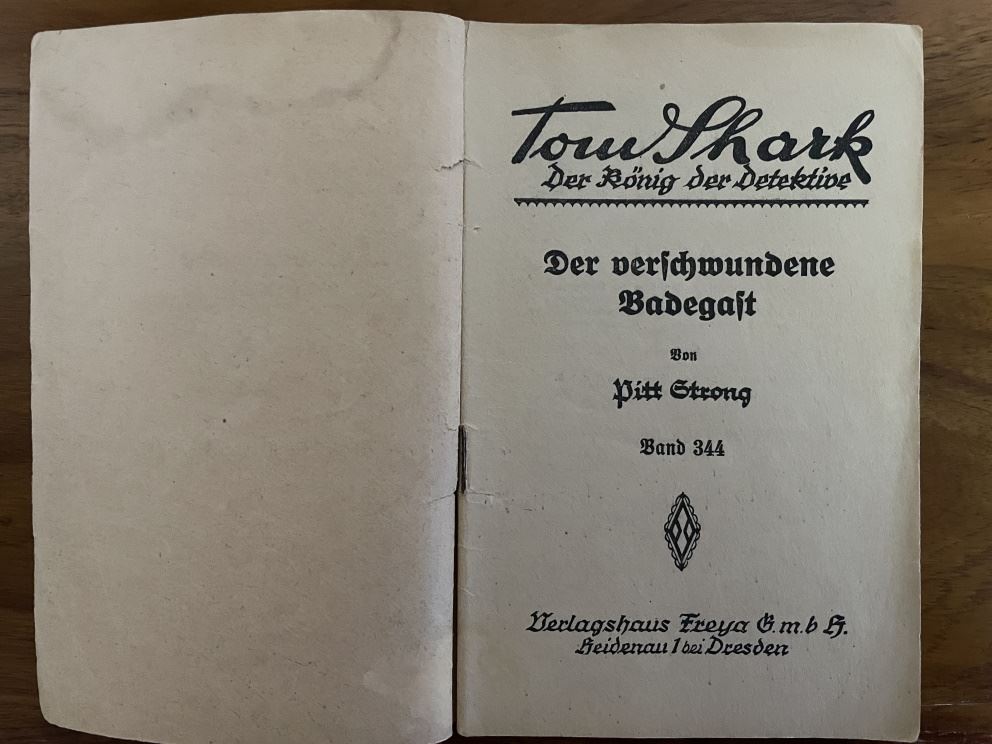 Tom Shark
Der König der Detektive
Der verſchwundene
Badegaſt
Von
Pitt Strong
Band 344
Verlagshaus Freya G.m.b H.
Heidenau 1 bei Dresden